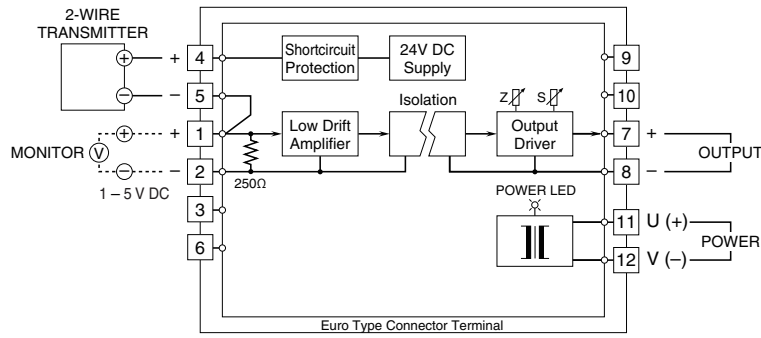 2-WIRE
TRANSMITTER
+
−
+
−
4
5
Shortcircuit
Protection
24V DC
Supply
9
10
Isolation
Z
S
MONITOR
V
+
−
+
−
1 – 5 V DC
1
2
3
6
250Ω
Low Drift
Amplifier
Output
Driver
7
8
+
−
OUTPUT
POWER LED
11
12
U (+)
V (–)
POWER
Euro Type Connector Terminal